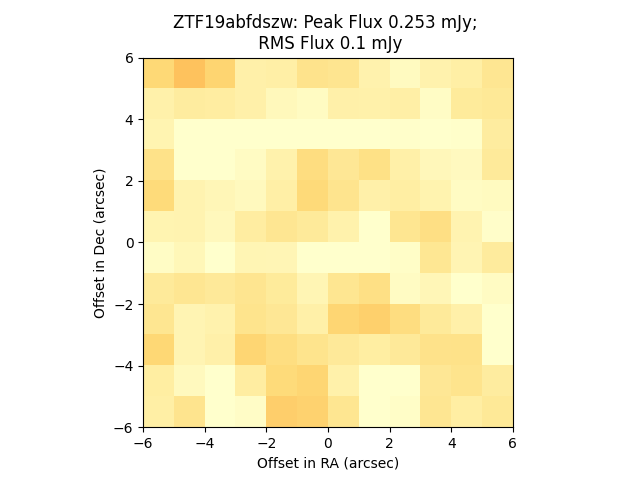 ZTF19abfdszw: Peak Flux 0.253 mJy;
RMS Flux 0.1 mJy
6
4
2
0
−2
−4
−6
Offset in Dec (arcsec)
−6 −4 −2 0 2 4 6
Offset in RA (arcsec)